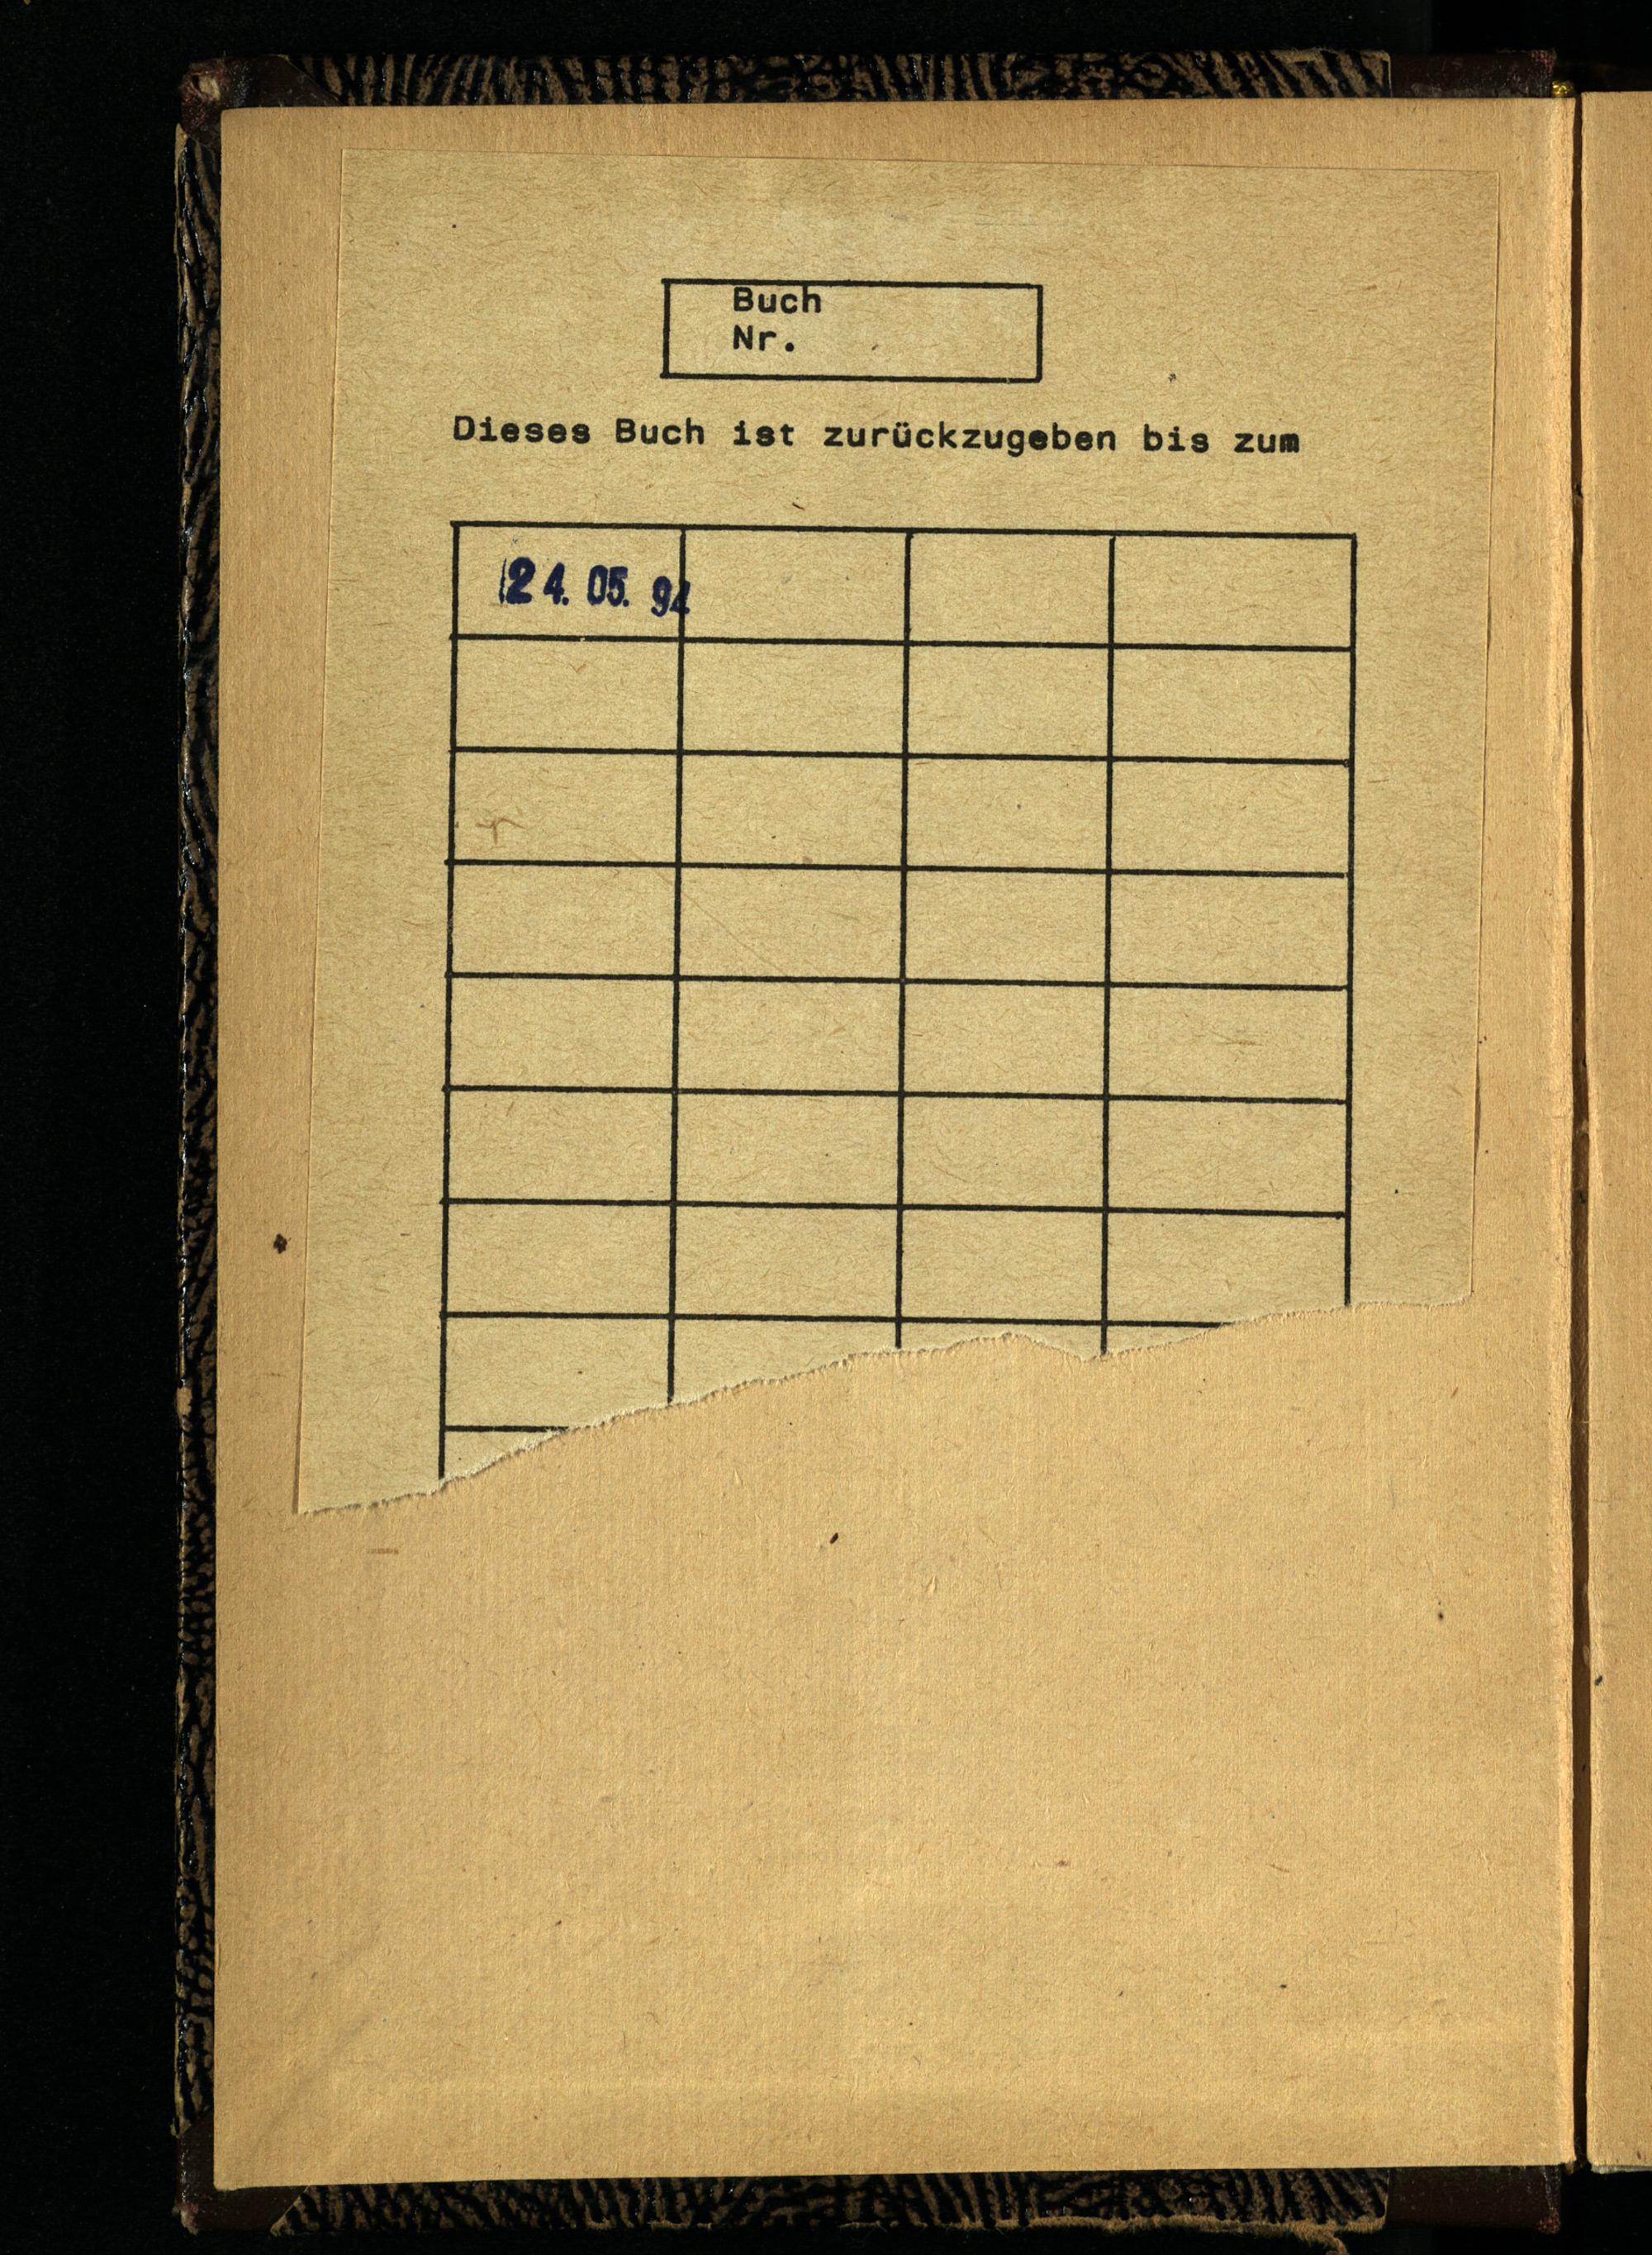 Buch
Nr.
Dieses Buch ist zurückzugeben bis zum
24. 05. 94